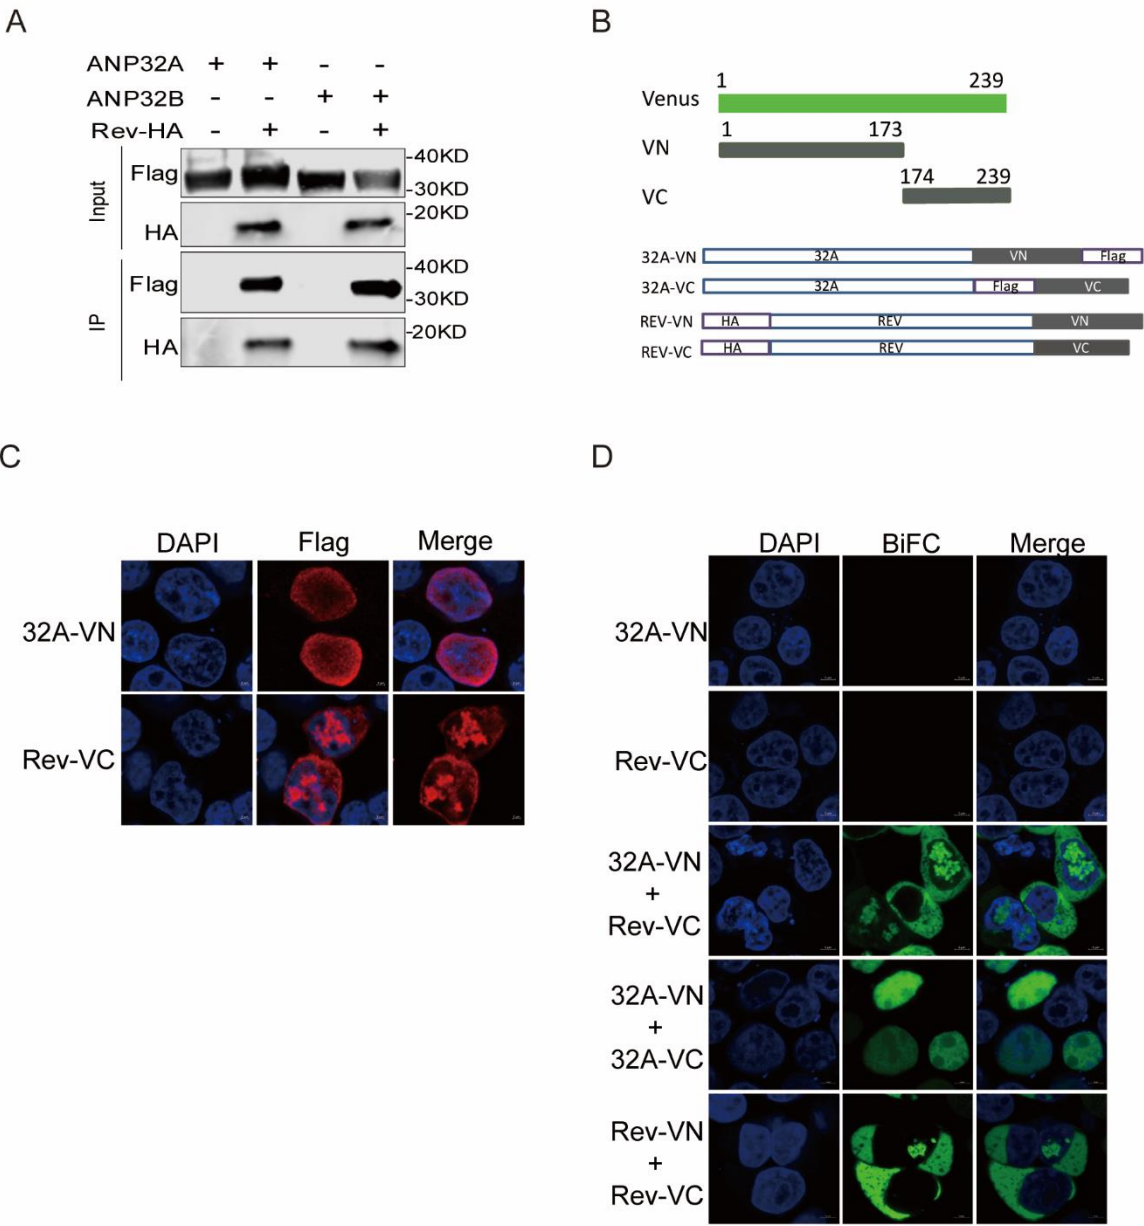 A
ANP32A + + - -
ANP32B - - + +
Rev-HA - + - +
Input
Flag
-40KD
-30KD
HA
-20KD
IP
Flag
-40KD
-30KD
HA
-20KD
B
1 239
Venus
1 173
VN
174 239
VC
32A-VN 32A VN Flag
32A-VC 32A Flag VC
REV-VN HA REV VN
REV-VC HA REV VC
C
DAPI Flag Merge
32A-VN
Rev-VC
D
DAPI BiFC Merge
32A-VN
Rev-VC
32A-VN
+
Rev-VC
32A-VN
+
32A-VC
Rev-VN
+
Rev-VC